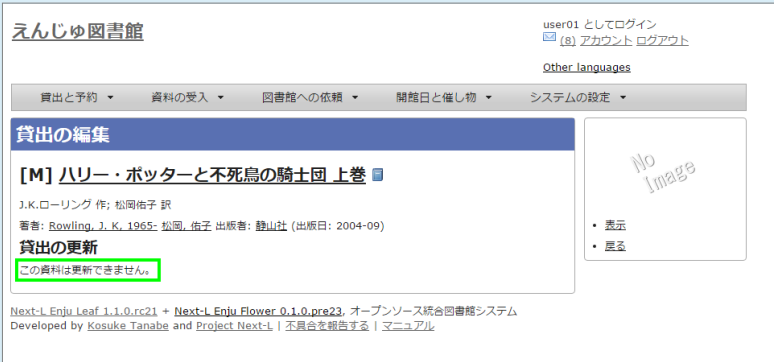 えんじゅ図書館
user01 としてログイン
(8) アカウント ログアウト
Other languages
貸出と予約 ▼ 資料の受入 ▼ 図書館への依頼 ▼ 開館日と催し物 ▼ システムの設定 ▼
貸出の編集
[M] ハリー・ポッターと不死鳥の騎士団 上巻
J.K.ローリング 作; 松岡佑子 訳
著者: Rowling, J. K, 1965- 松岡, 佑子 出版者: 静山社 (出版日: 2004-09)
貸出の更新
この資料は更新できません。
No Image
• 表示
• 戻る
Next-L Enju Leaf 1.1.0.rc21 + Next-L Enju Flower 0.1.0.pre23, オープンソース統合図書館システム
Developed by Kosuke Tanabe and Project Next-L | 不具合を報告する | マニュアル